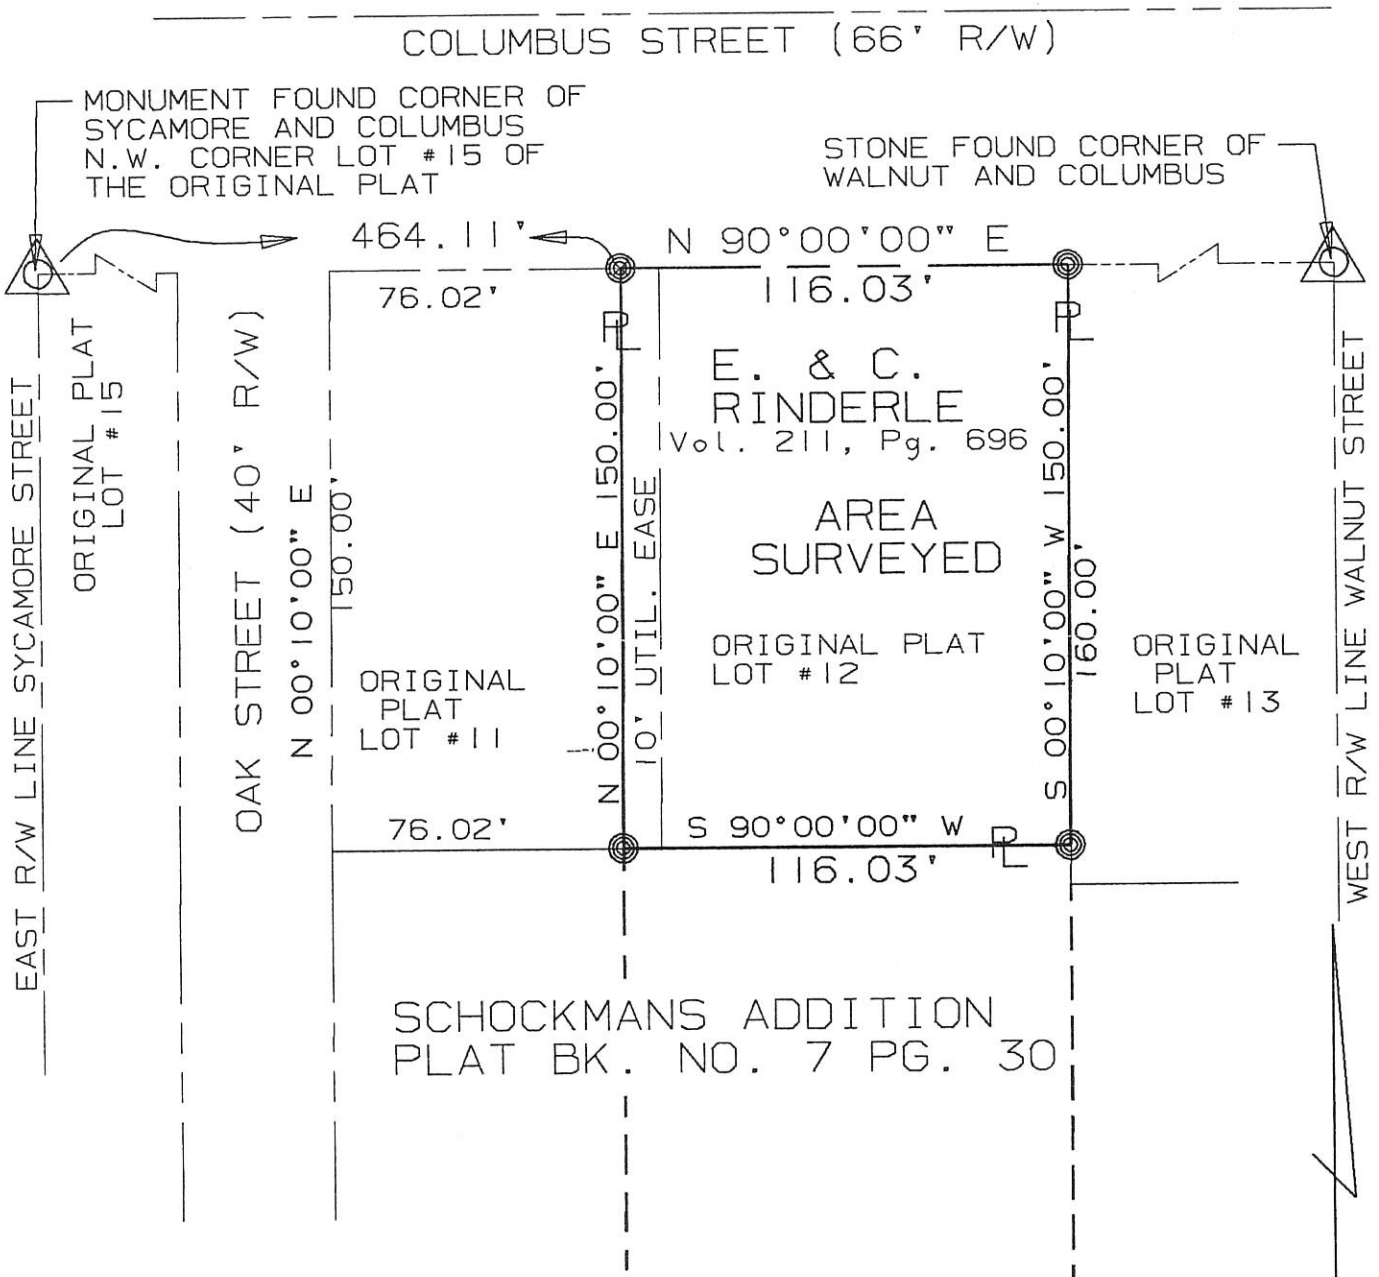 COLUMBUS STREET (66' R/W)
MONUMENT FOUND CORNER OF
SYCAMORE AND COLUMBUS
N.W. CORNER LOT #15 OF
THE ORIGINAL PLAT
STONE FOUND CORNER OF
WALNUT AND COLUMBUS
464.11'
N 90°00'00" E
76.02'
116.03'
PL
PL
E. & C.
RINDERLE
Vol. 211, Pg. 696
AREA
SURVEYED
ORIGINAL PLAT
LOT #12
EAST R/W LINE SYCAMORE STREET
ORIGINAL PLAT
LOT #15
OAK STREET (40' R/W)
N 00°10'00" E
150.00'
ORIGINAL
PLAT
LOT #11
N 00°10'00" E 150.00'
10' UTIL. EASE
S 00°10'00" W 150.00'
160.00'
ORIGINAL
PLAT
LOT #13
WEST R/W LINE WALNUT STREET
76.02'
S 90°00'00" W
PL
116.03'
SCHOCKMANS ADDITION
PLAT BK. NO. 7 PG. 30